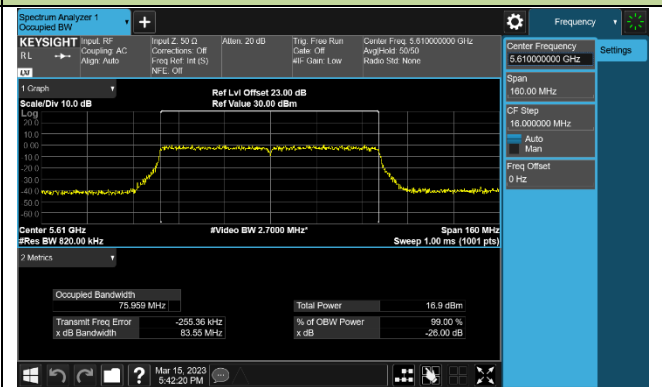 Spectrum Analyzer 1
Occupied BW
+
Frequency
KEYSIGHT
RL
LXI
Input: RF
Coupling: AC
Align: Auto
Input Z: 50 Ω
Corrections: Off
Freq Ref: Int (S)
NFE: Off
Atten: 20 dB
Trig: Free Run
Gate: Off
#IF Gain: Low
Center Freq: 5.610000000 GHz
Avg|Hold: 50/50
Radio Std: None
Center Frequency
5.610000000 GHz
Settings
Span
160.00 MHz
CF Step
16.000000 MHz
Auto
Man
Freq Offset
0 Hz
1 Graph
Scale/Div 10.0 dB
Ref Lvl Offset 23.00 dB
Ref Value 30.00 dBm
Log
20.0
10.0
0.00
-10.0
-20.0
-30.0
-40.0
-50.0
-60.0
Center 5.61 GHz
#Video BW 2.7000 MHz*
Span 160 MHz
#Res BW 820.00 kHz
Sweep 1.00 ms (1001 pts)
2 Metrics
Occupied Bandwidth
75.959 MHz
Total Power 16.9 dBm
Transmit Freq Error -255.36 kHz
% of OBW Power 99.00 %
x dB Bandwidth 83.55 MHz
x dB -26.00 dB
?
Mar 15, 2023
5:42:20 PM